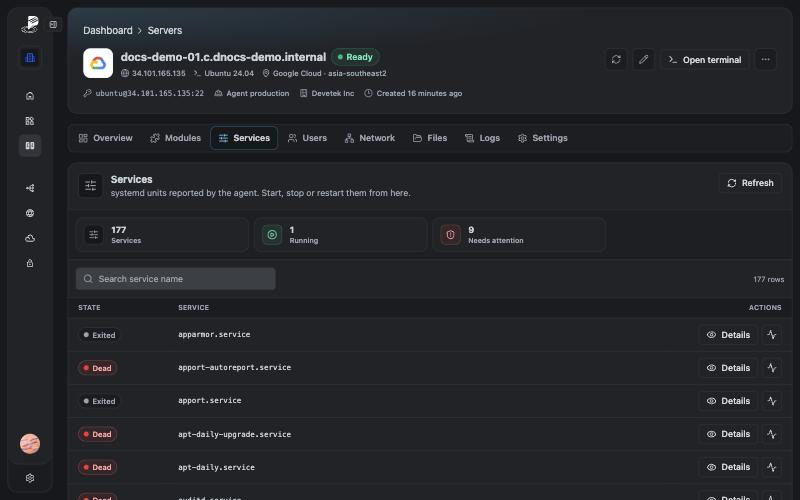 Dashboard > Servers
docs-demo-01.c.dnocs-demo.internal Ready
34.101.165.135 Ubuntu 24.04 Google Cloud · asia-southeast2
Open terminal
ubuntu@34.101.165.135:22 Agent production Devetek Inc Created 16 minutes ago
Overview Modules Services Users Network Files Logs Settings
Services
systemd units reported by the agent. Start, stop or restart them from here.
Refresh
177
Services
1
Running
9
Needs attention
Search service name
177 rows
STATE SERVICE ACTIONS
Exited apparmor.service Details
Dead apport-autoreport.service Details
Exited apport.service Details
Dead apt-daily-upgrade.service Details
Dead apt-daily.service Details
Dead auditd.service Details